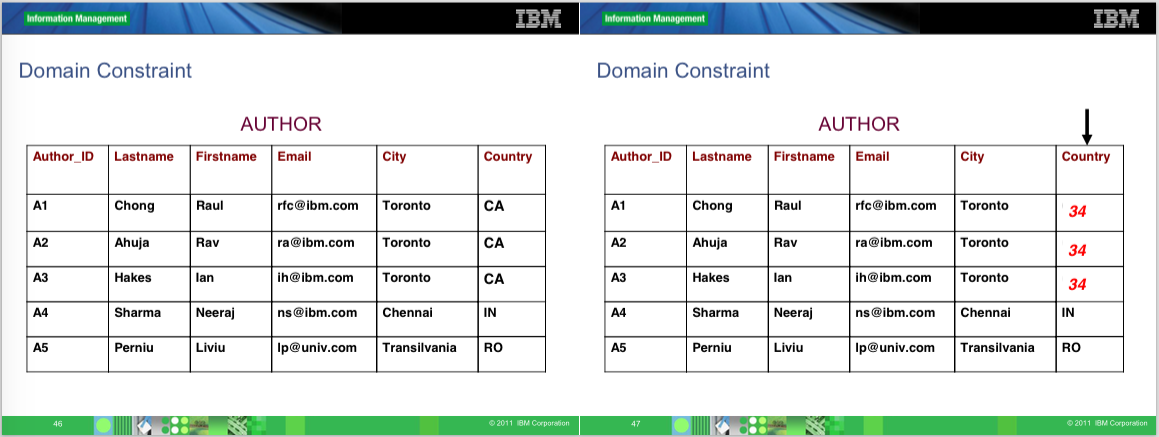 Information Management IBM
Domain Constraint
AUTHOR
Author_ID Lastname Firstname Email City Country
A1 Chong Raul rfc@ibm.com Toronto CA
A2 Ahuja Rav ra@ibm.com Toronto CA
A3 Hakes Ian ih@ibm.com Toronto CA
A4 Sharma Neeraj ns@ibm.com Chennai IN
A5 Perniu Liviu lp@univ.com Transilvania RO
46 © 2011 IBM Corporation
Information Management IBM
Domain Constraint
AUTHOR
Author_ID Lastname Firstname Email City Country
A1 Chong Raul rfc@ibm.com Toronto 34
A2 Ahuja Rav ra@ibm.com Toronto 34
A3 Hakes Ian ih@ibm.com Toronto 34
A4 Sharma Neeraj ns@ibm.com Chennai IN
A5 Perniu Liviu lp@univ.com Transilvania RO
47 © 2011 IBM Corporation